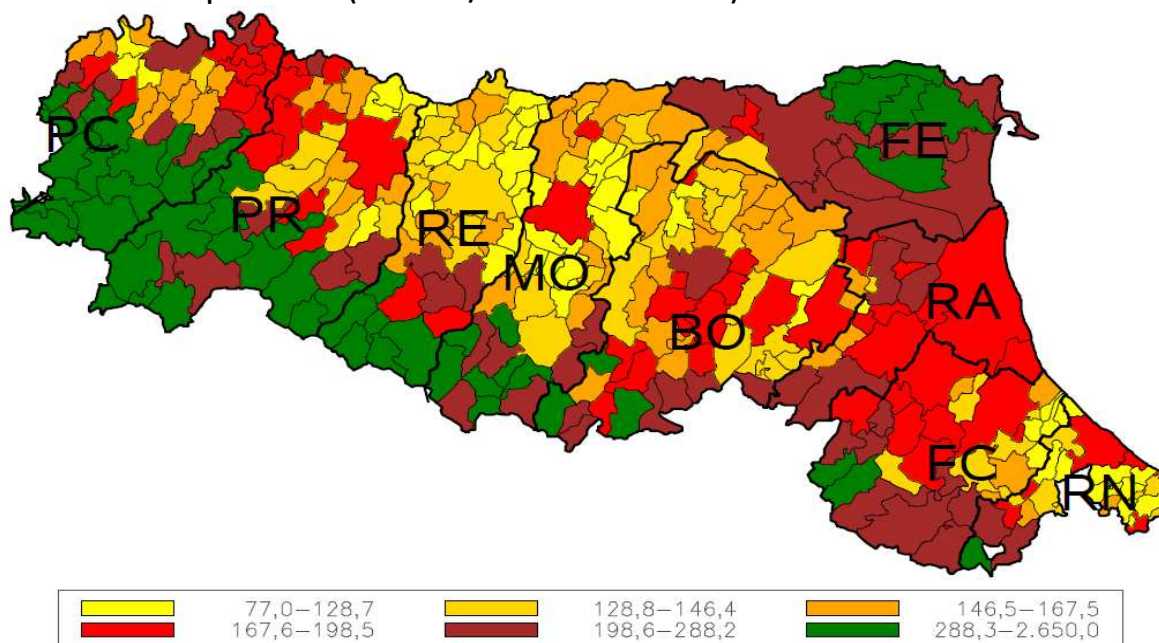 PC
FE
PR
RE
MO
RA
BO
FC
RN
77,0–128,7 128,8–146,4 146,5–167,5
167,6–198,5 198,6–288,2 288,3–2.650,0